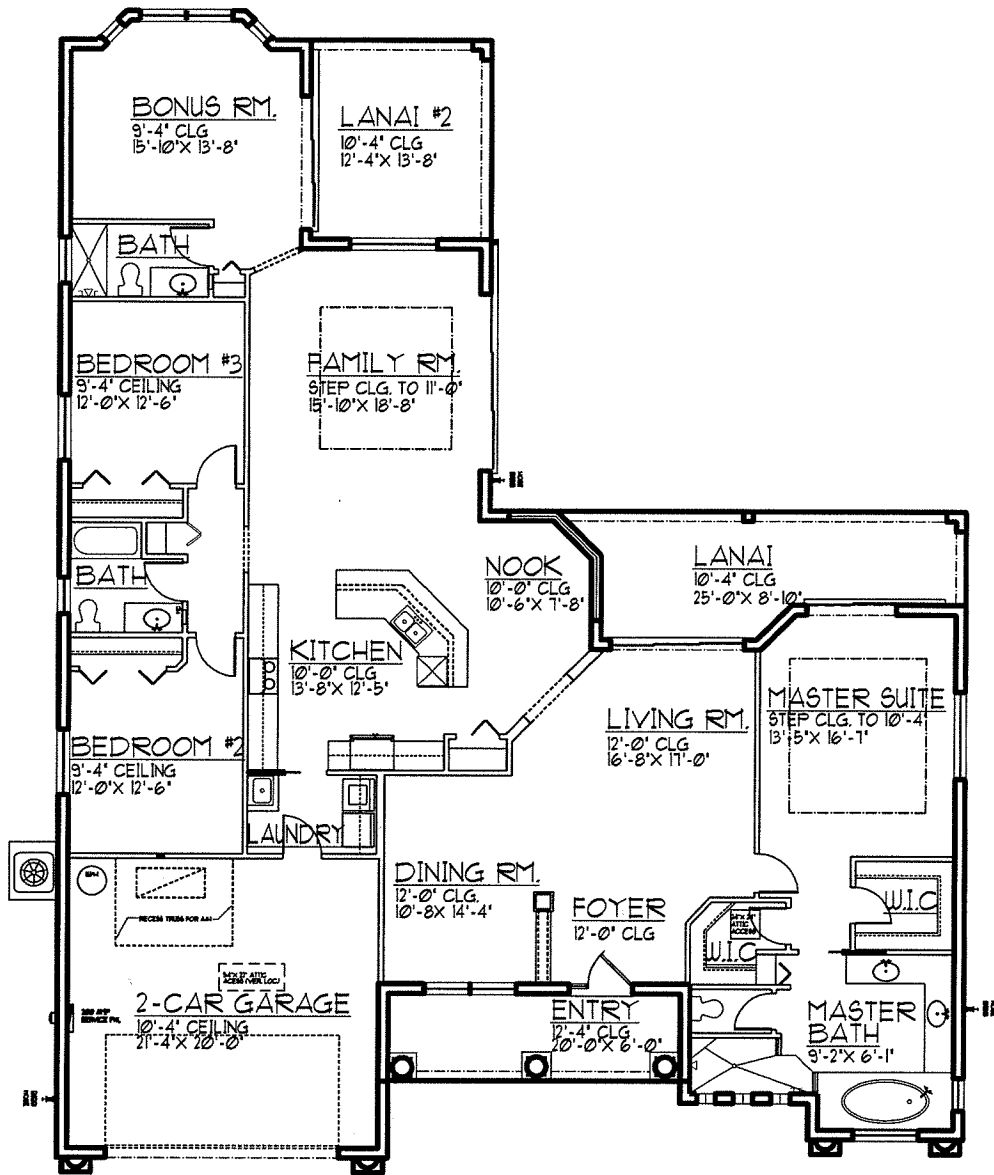 BONUS RM.
9'-4" CLG
15'-10"X 13'-8"
LANAI #2
10'-4" CLG
12'-4"X 13'-8"
BATH
BEDROOM #3
9'-4" CEILING
12'-0"X 12'-6"
FAMILY RM.
STEP CLG. TO 11'-0"
15'-10"X 18'-8"
NOOK
10'-0" CLG
10'-6"X 7'-8"
LANAI
10'-4" CLG
25'-0"X 8'-10"
BATH
KITCHEN
10'-0" CLG
13'-8"X 12'-5"
LIVING RM.
12'-0" CLG
16'-8"X 17'-0"
MASTER SUITE
STEP CLG. TO 10'-4"
13'-5"X 16'-7"
BEDROOM #2
9'-4" CEILING
12'-0"X 12'-6"
LAUNDRY
DINING RM.
12'-0" CLG.
10'-8X 14'-4"
FOYER
12'-0" CLG
W.I.C
W.I.C
ATTIC
ACCESS
RECESS TRUSS FOR
2-CAR GARAGE
10'-4" CEILING
21'-4"X 20'-0"
ENTRY
12'-4" CLG
20'-0"X 6'-0"
MASTER
BATH
9'-2"X 6'-1"